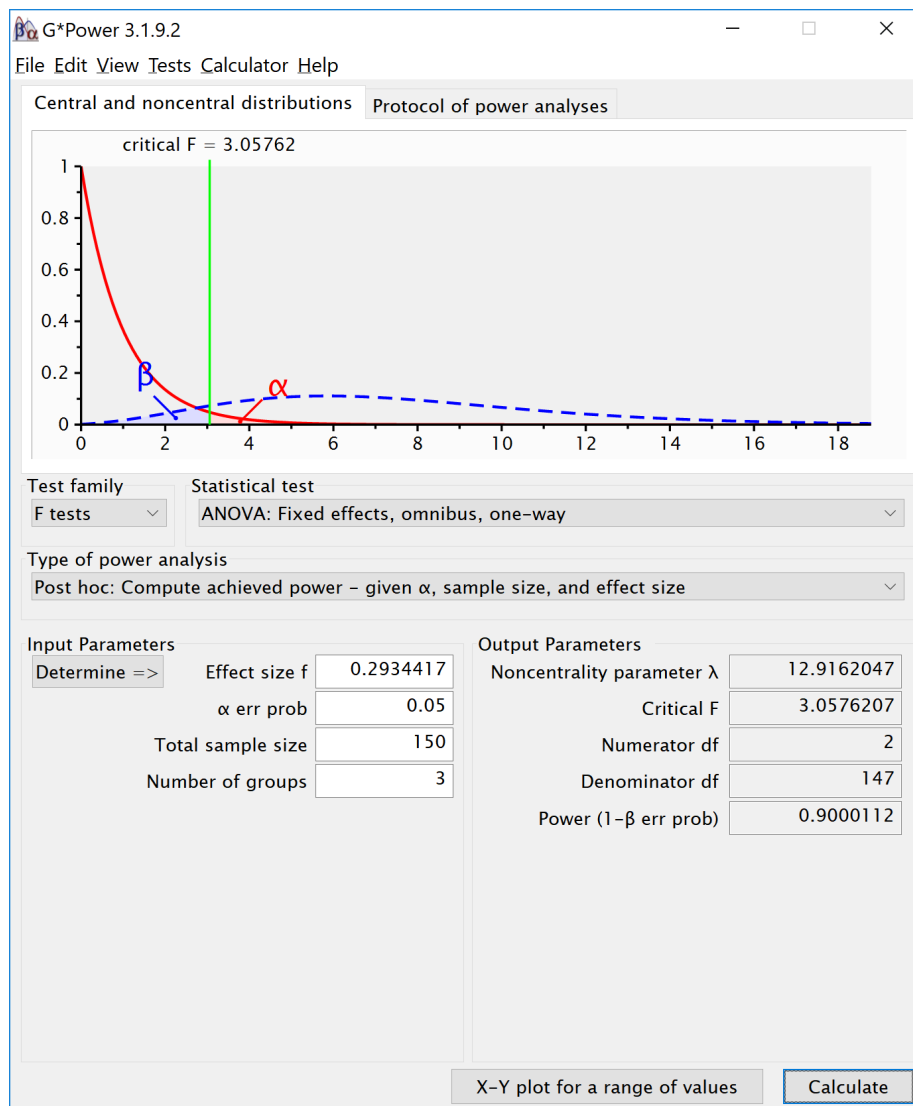 βα G*Power 3.1.9.2
File Edit View Tests Calculator Help
Central and noncentral distributions Protocol of power analyses
critical F = 3.05762
1
0.8
0.6
0.4
0.2
0
β
α
0 2 4 6 8 10 12 14 16 18
Test family Statistical test
F tests ANOVA: Fixed effects, omnibus, one-way
Type of power analysis
Post hoc: Compute achieved power – given α, sample size, and effect size
Input Parameters Output Parameters
Determine => Effect size f 0.2934417 Noncentrality parameter λ 12.9162047
α err prob 0.05 Critical F 3.0576207
Total sample size 150 Numerator df 2
Number of groups 3 Denominator df 147
Power (1-β err prob) 0.9000112
X-Y plot for a range of values Calculate